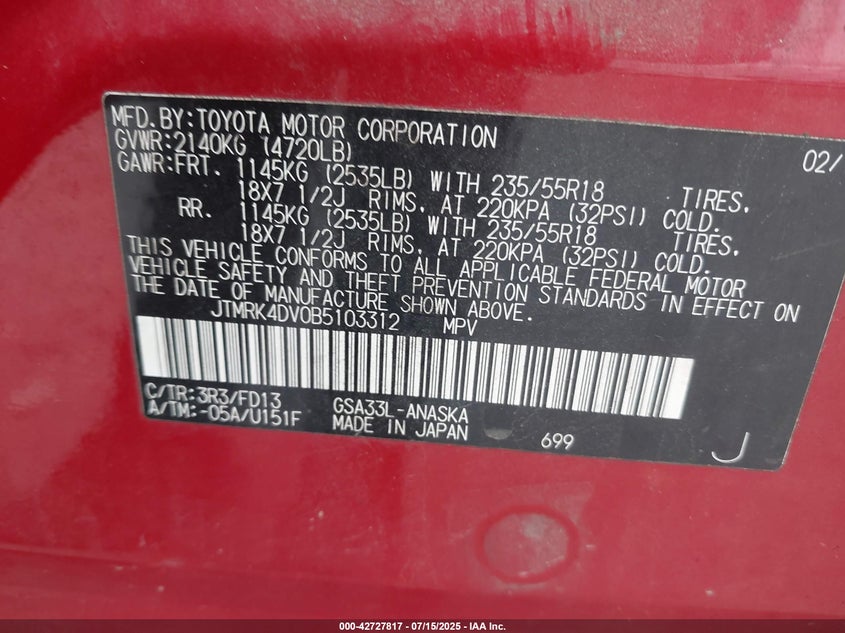 MFD.BY:TOYOTA MOTOR CORPORATION 02/
GVWR:2140KG (4720LB)
GAWR:FRT. 1145KG (2535LB) WITH 235/55R18 TIRES,
18X7 1/2J RIMS, AT 220KPA (32PSI) COLD.
RR. 1145KG (2535LB) WITH 235/55R18 TIRES,
18X7 1/2J RIMS, AT 220KPA (32PSI) COLD.
THIS VEHICLE CONFORMS TO ALL APPLICABLE FEDERAL MOTOR
VEHICLE SAFETY AND THEFT PREVENTION STANDARDS IN EFFECT ON
THE DATE OF MANUFACTURE SHOWN ABOVE.
JTMRK4DV0B5103312 MPV
C/TR:3R3/FD13 GSA33L-ANASKA
A/TM:-05A/U151F MADE IN JAPAN
699 J
000-42727817 - 07/15/2025 - IAA Inc.